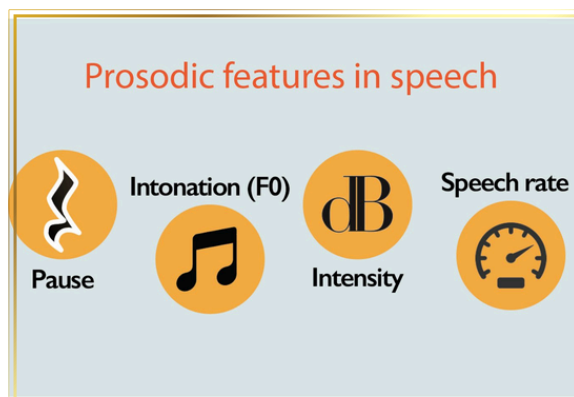 Prosodic features in speech
Pause
Intonation (F0)
dB
Intensity
Speech rate